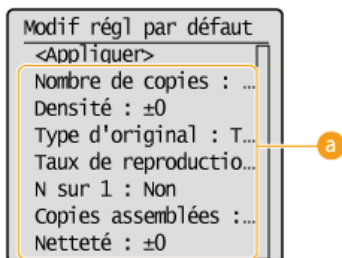 Modif régl par défaut
<Appliquer>
Nombre de copies : …
Densité : ±0
Type d'original : T…
Taux de reproductio…
N sur 1 : Non
Copies assemblées :…
Netteté : ±0
a